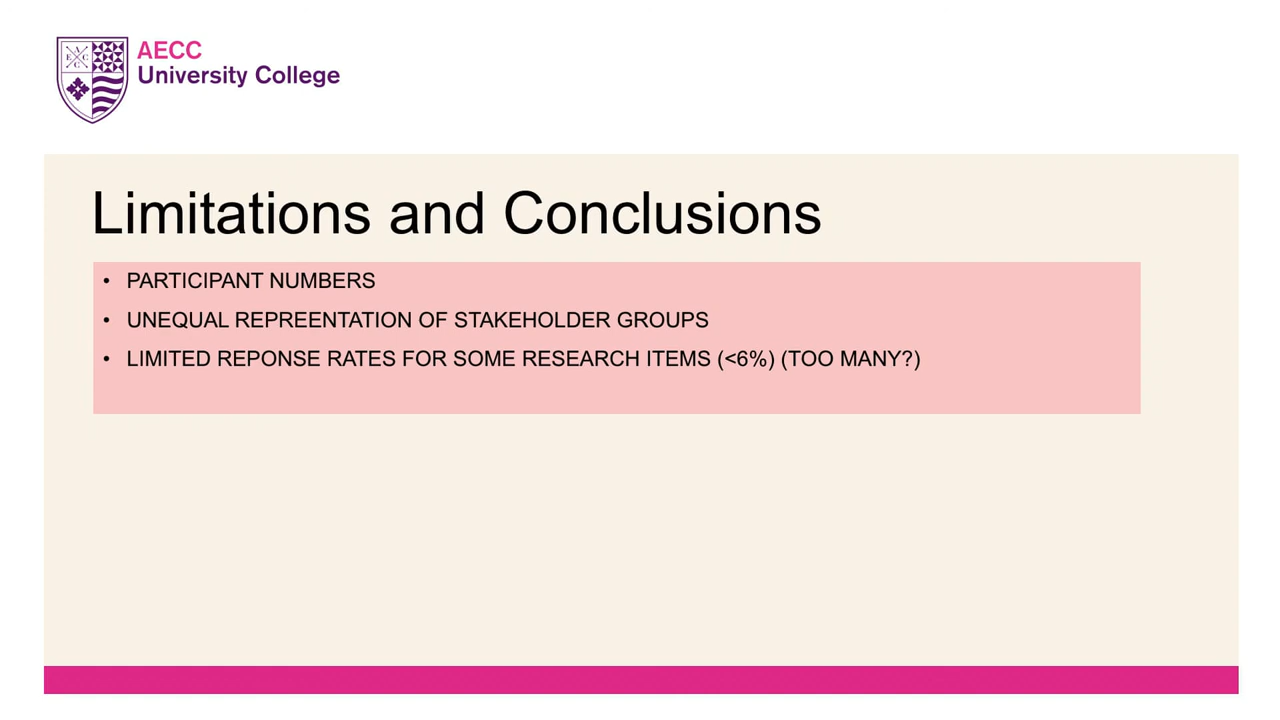 AECC
University College
Limitations and Conclusions
• PARTICIPANT NUMBERS
• UNEQUAL REPREENTATION OF STAKEHOLDER GROUPS
• LIMITED REPONSE RATES FOR SOME RESEARCH ITEMS (<6%) (TOO MANY?)